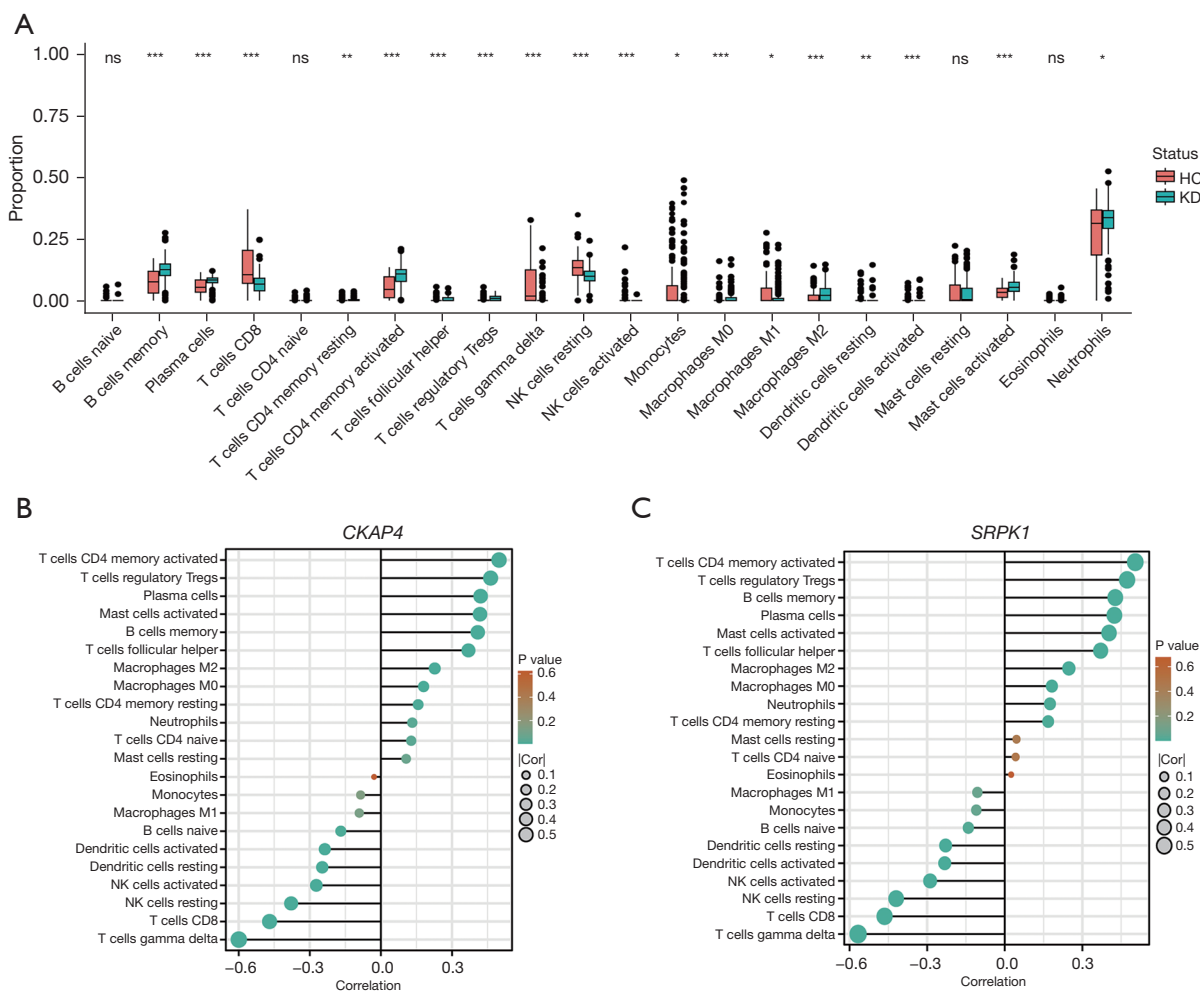 A
1.00
0.75
0.50
0.25
0.00
Proportion
ns *** *** *** ns ** *** *** *** *** *** *** * *** * *** ** *** ns *** ns *
Status
HC
KD
B cells naive
B cells memory
Plasma cells
T cells CD8
T cells CD4 naive
T cells CD4 memory resting
T cells CD4 memory activated
T cells follicular helper
T cells regulatory Tregs
T cells gamma delta
NK cells resting
NK cells activated
Monocytes
Macrophages M0
Macrophages M1
Macrophages M2
Dendritic cells resting
Dendritic cells activated
Mast cells resting
Mast cells activated
Eosinophils
Neutrophils
B
CKAP4
T cells CD4 memory activated
T cells regulatory Tregs
Plasma cells
Mast cells activated
B cells memory
T cells follicular helper
Macrophages M2
Macrophages M0
T cells CD4 memory resting
Neutrophils
T cells CD4 naive
Mast cells resting
Eosinophils
Monocytes
Macrophages M1
B cells naive
Dendritic cells activated
Dendritic cells resting
NK cells activated
NK cells resting
T cells CD8
T cells gamma delta
−0.6 −0.3 0.0 0.3
Correlation
P value
0.6
0.4
0.2
|Cor|
0.1
0.2
0.3
0.4
0.5
C
SRPK1
T cells CD4 memory activated
T cells regulatory Tregs
B cells memory
Plasma cells
Mast cells activated
T cells follicular helper
Macrophages M2
Macrophages M0
Neutrophils
T cells CD4 memory resting
Mast cells resting
T cells CD4 naive
Eosinophils
Macrophages M1
Monocytes
B cells naive
Dendritic cells resting
Dendritic cells activated
NK cells activated
NK cells resting
T cells CD8
T cells gamma delta
−0.6 −0.3 0.0 0.3
Correlation
P value
0.6
0.4
0.2
|Cor|
0.1
0.2
0.3
0.4
0.5